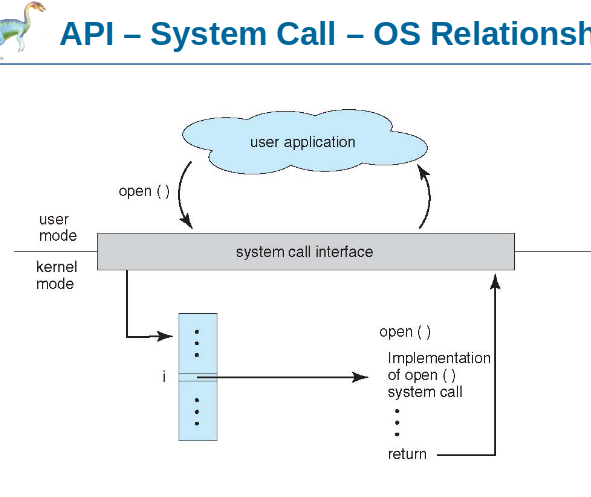 API – System Call – OS Relationsh
user application
open ( )
user
mode
system call interface
kernel
mode
open ( )
i
Implementation
of open ( )
system call
return